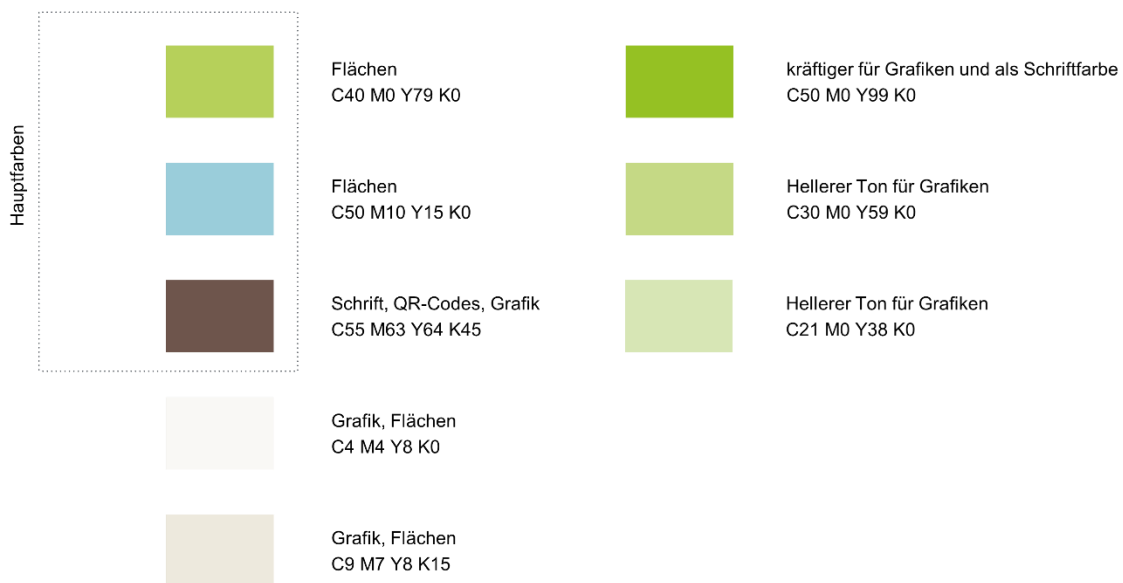 Hauptfarben
Flächen
C40 M0 Y79 K0
Flächen
C50 M10 Y15 K0
Schrift, QR-Codes, Grafik
C55 M63 Y64 K45
Grafik, Flächen
C4 M4 Y8 K0
Grafik, Flächen
C9 M7 Y8 K15
kräftiger für Grafiken und als Schriftfarbe
C50 M0 Y99 K0
Hellerer Ton für Grafiken
C30 M0 Y59 K0
Hellerer Ton für Grafiken
C21 M0 Y38 K0